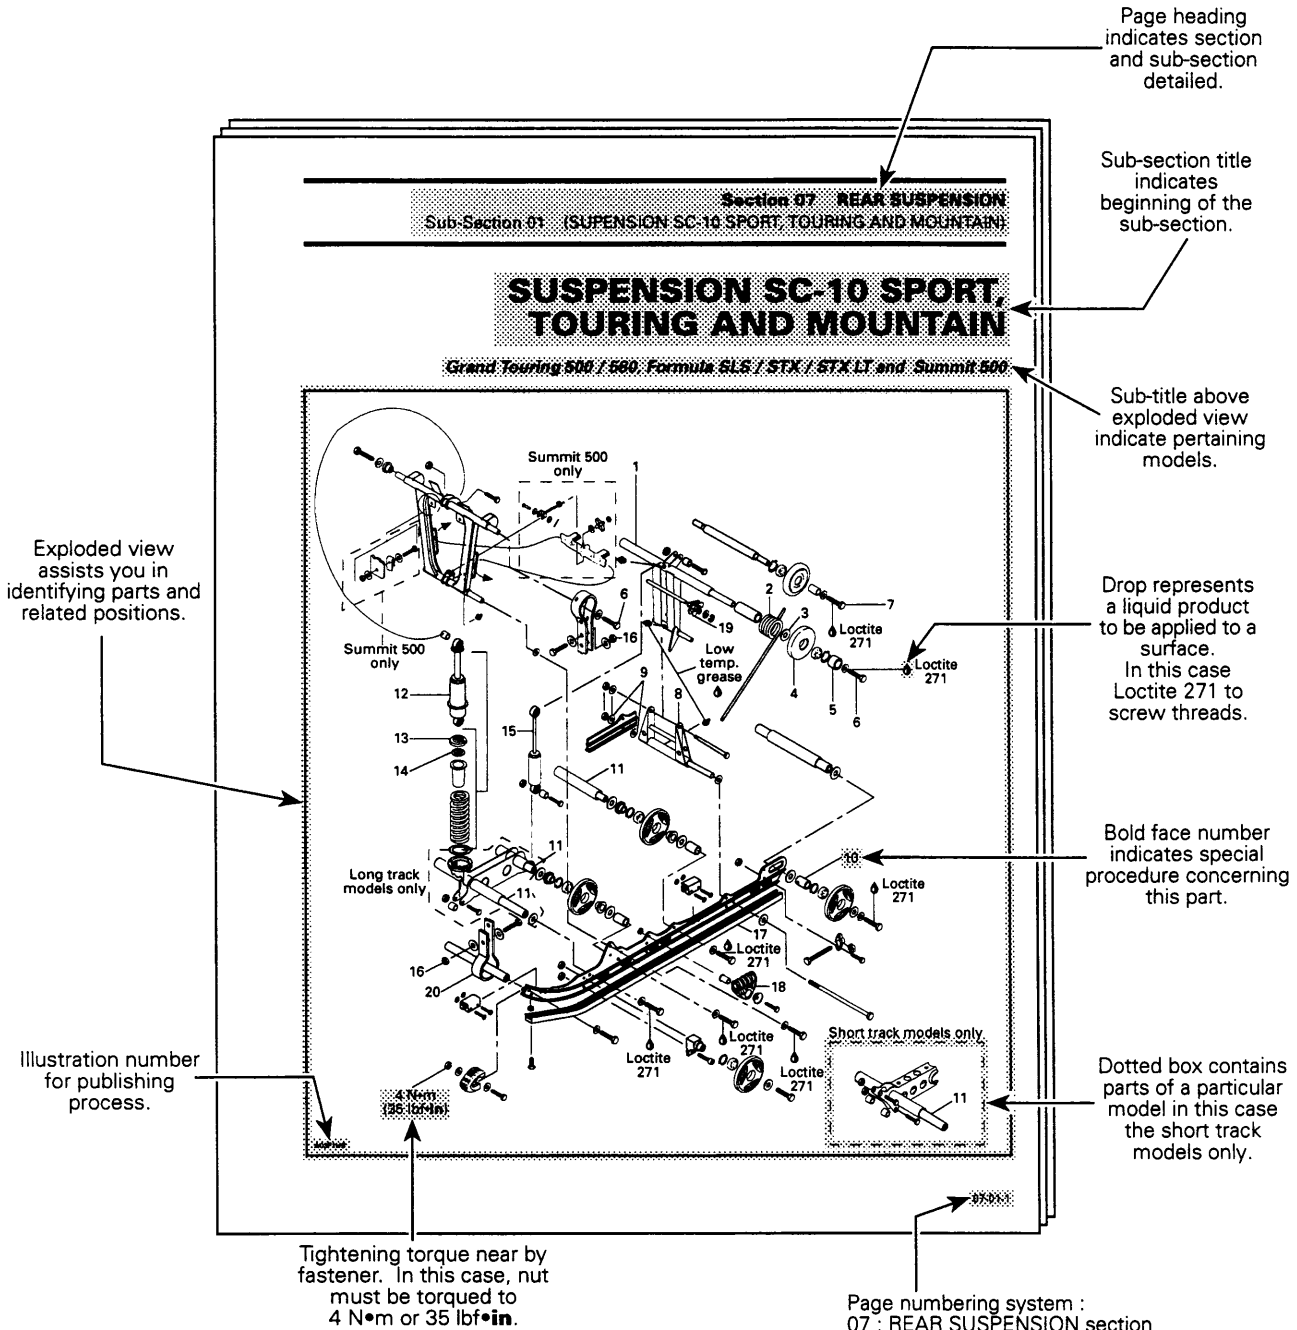 Page heading
indicates section
and sub-section
detailed.
Sub-section title
indicates
beginning of the
sub-section.
Section 07 REAR SUSPENSION
Sub-Section 01 (SUPENSION SC-10 SPORT, TOURING AND MOUNTAIN)
SUSPENSION SC-10 SPORT,
TOURING AND MOUNTAIN
Grand Touring 500 / 580, Formula SLS / STX / STX LT and Summit 500
Sub-title above
exploded view
indicate pertaining
models.
Exploded view
assists you in
identifying parts and
related positions.
Drop represents
a liquid product
to be applied to a
surface.
In this case
Loctite 271 to
screw threads.
Summit 500
only
1
2
3
4
5
6
7
Loctite
271
Loctite
271
6
16
19
Low
temp.
grease
Summit 500
only
12
13
14
15
9
8
11
11
11
Long track
models only
10
Loctite
271
Bold face number
indicates special
procedure concerning
this part.
17
Loctite
271
18
16
20
Loctite
271
Loctite
271
Loctite
271
Short track models only
11
Illustration number
for publishing
process.
4 N•m
(35 lbf•in)
Dotted box contains
parts of a particular
model in this case
the short track
models only.
07-01-1
Tightening torque near by
fastener. In this case, nut
must be torqued to
4 N•m or 35 lbf•in.
Page numbering system :
07 : REAR SUSPENSION section